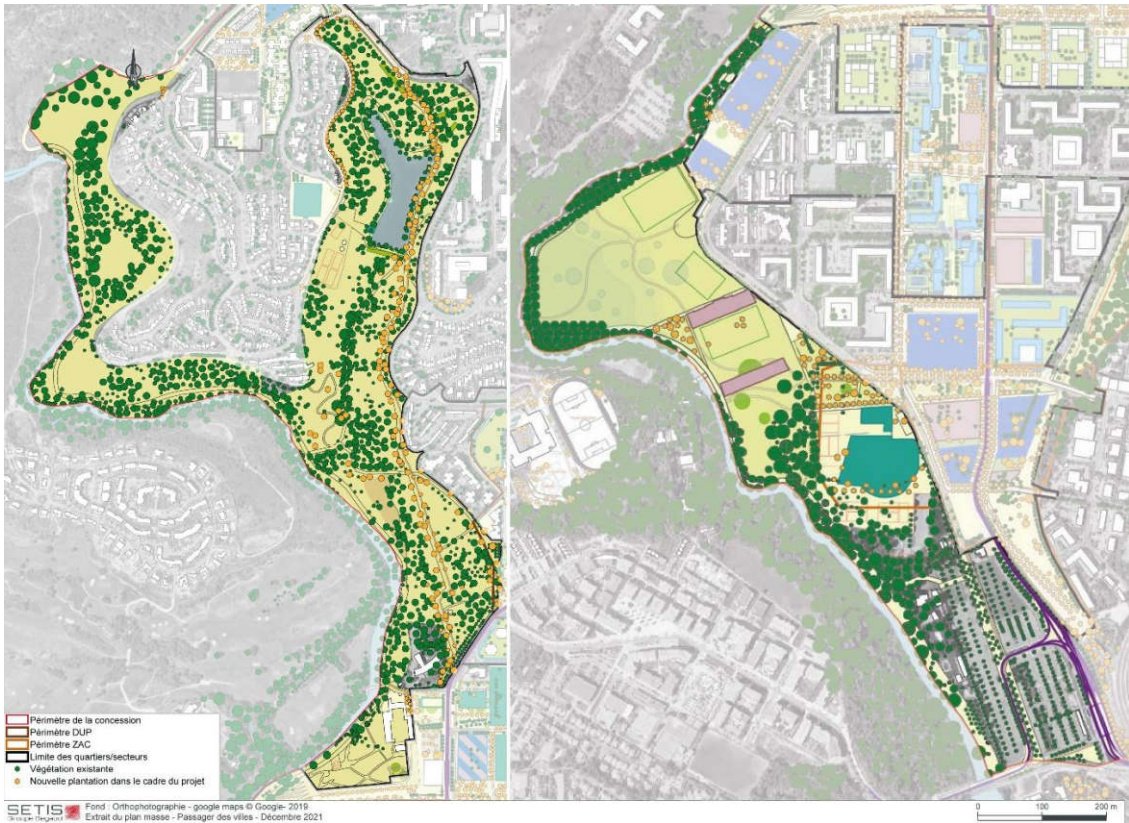 Périmètre de la concession
Périmètre DUP
Périmètre ZAC
Limite des quartiers/secteurs
Végétation existante
Nouvelle plantation dans le cadre du projet
SETIS
Groupe Degaud
Fond : Orthophotographie - google maps © Google- 2019
Extrait du plan masse - Passager des villes - Décembre 2021
0 100 200 m